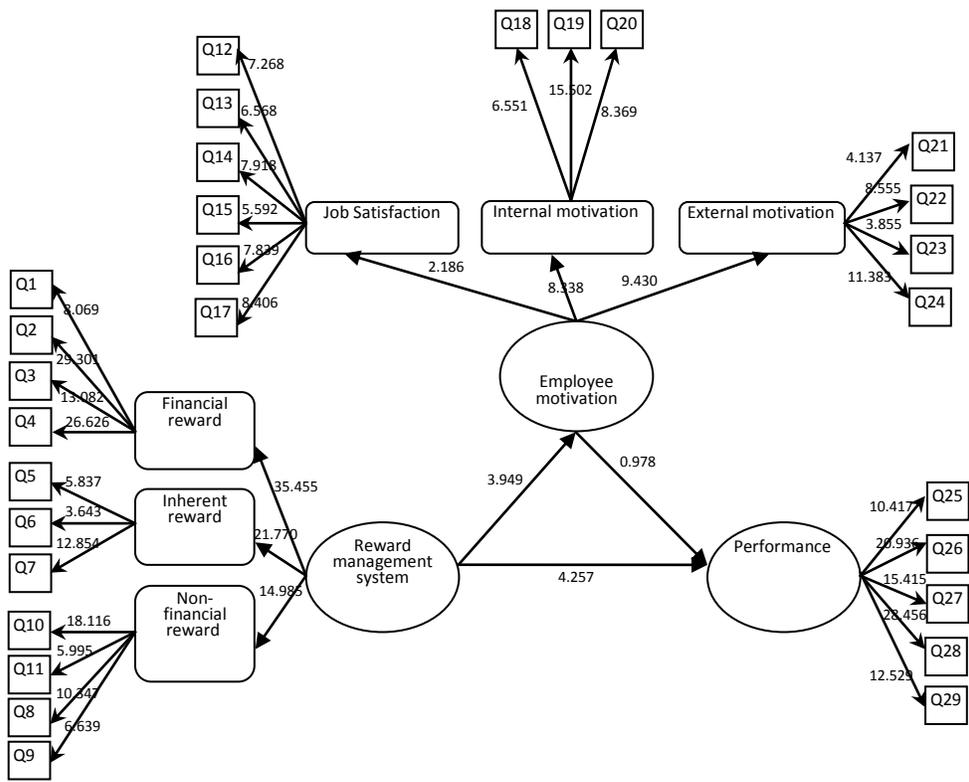 Q18
Q19
Q20
Q12
7.268
Q13
6.568
Q14
7.918
Q15
5.592
Q16
7.839
Q17
8.406
6.551
15.502
8.369
Q21
4.137
Q22
8.555
Q23
3.855
Q24
11.383
Job Satisfaction
Internal motivation
External motivation
2.186
8.338
9.430
Q1
8.069
Q2
29.301
Q3
13.082
Q4
26.626
Financial
reward
Employee
motivation
Q5
5.837
Q6
3.643
Q7
12.854
Inherent
reward
35.455
21.770
14.985
3.949
0.978
Reward
management
system
4.257
Performance
Q25
10.417
Q26
20.936
Q27
15.415
Q28
28.456
Q29
12.529
Non-
financial
reward
Q10
18.116
Q11
5.995
Q8
10.347
Q9
6.639